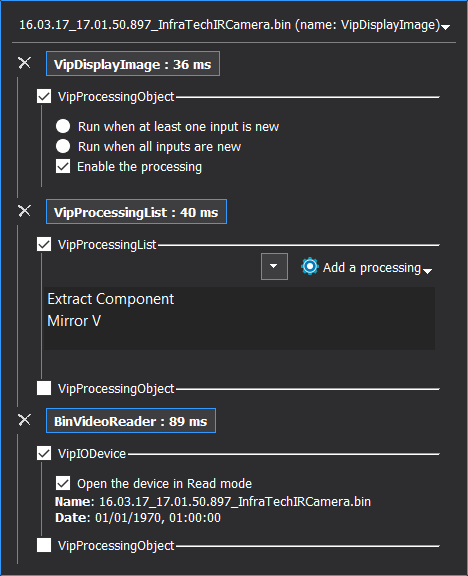 16.03.17_17.01.50.897_InfraTechIRCamera.bin (name: VipDisplayImage)
VipDisplayImage : 36 ms
VipProcessingObject
Run when at least one input is new
Run when all inputs are new
Enable the processing
VipProcessingList : 40 ms
VipProcessingList
Add a processing
Extract Component
Mirror V
VipProcessingObject
BinVideoReader : 89 ms
VipIODevice
Open the device in Read mode
Name: 16.03.17_17.01.50.897_InfraTechIRCamera.bin
Date: 01/01/1970, 01:00:00
VipProcessingObject